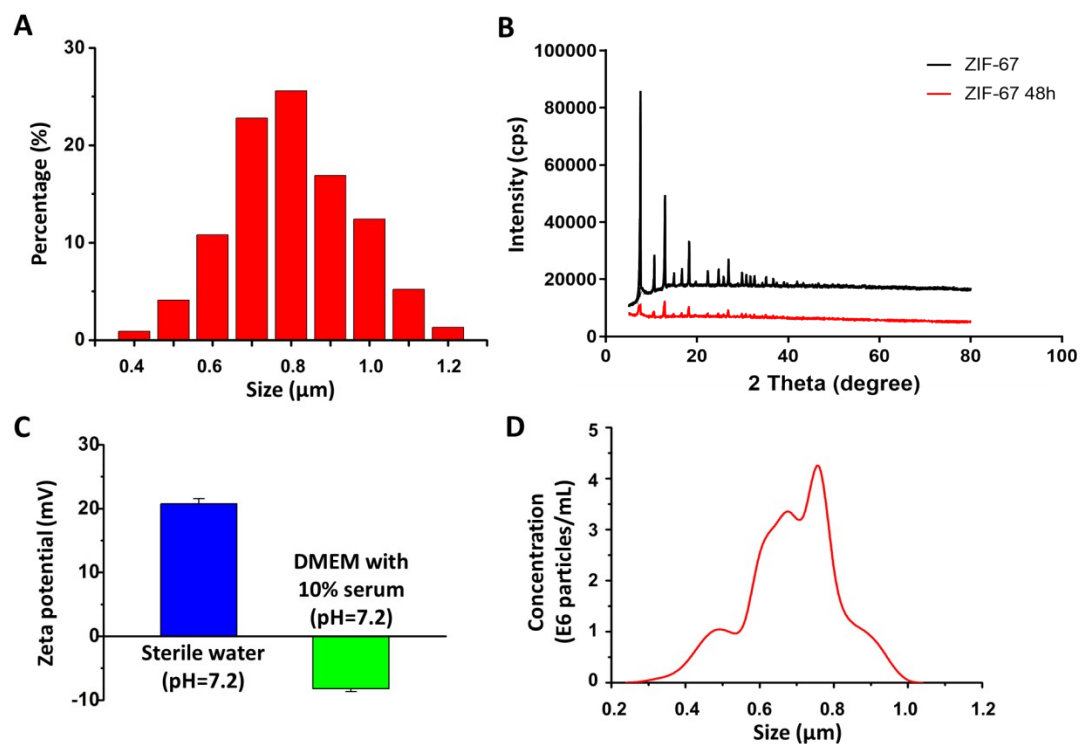 A
30
20
10
0
Percentage (%)
0.4 0.6 0.8 1.0 1.2
Size (µm)
B
100000
80000
60000
40000
20000
0
Intensity (cps)
ZIF-67
ZIF-67 48h
0 20 40 60 80 100
2 Theta (degree)
C
30
20
10
0
-10
Zeta potential (mV)
Sterile water
(pH=7.2)
DMEM with
10% serum
(pH=7.2)
D
5
4
3
2
1
0
Concentration
(E6 particles/mL)
0.2 0.4 0.6 0.8 1.0 1.2
Size (µm)